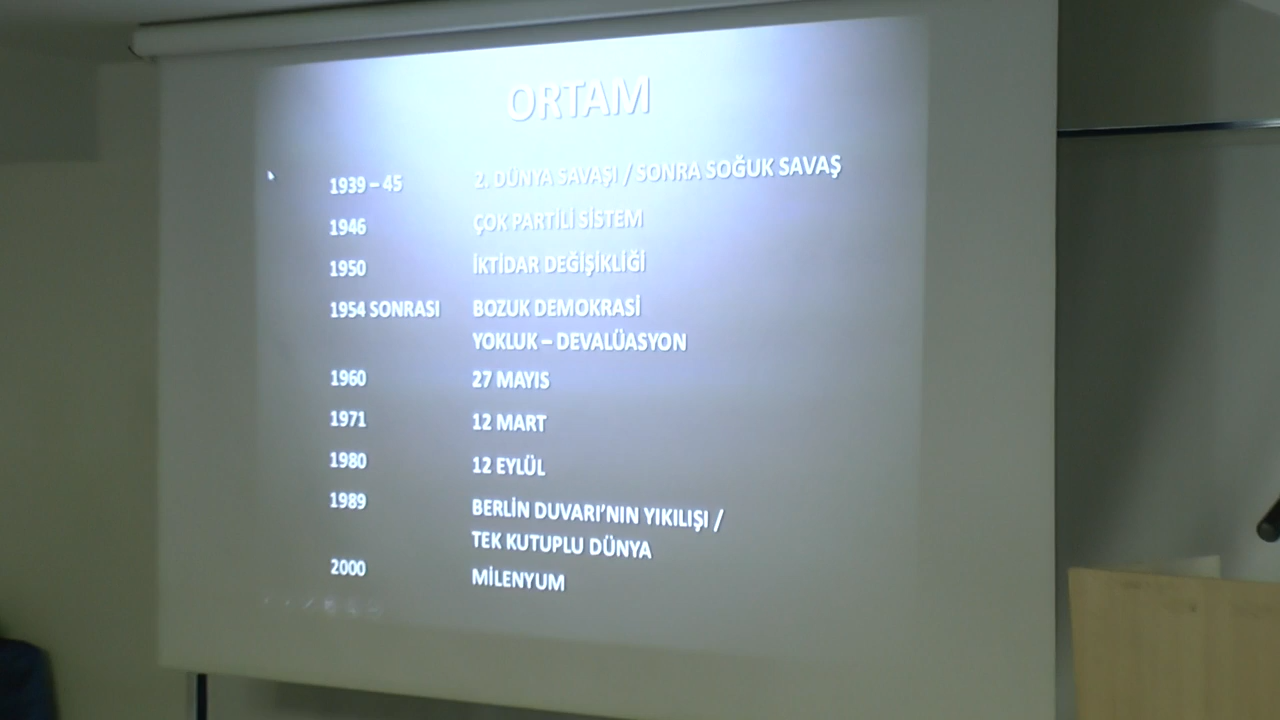 ORTAM
1939 – 45 2. DÜNYA SAVAŞI / SONRA SOĞUK SAVAŞ
1946 ÇOK PARTİLİ SİSTEM
1950 İKTİDAR DEĞİŞİKLİĞİ
1954 SONRASI BOZUK DEMOKRASİ
YOKLUK – DEVALÜASYON
1960 27 MAYIS
1971 12 MART
1980 12 EYLÜL
1989 BERLİN DUVARI'NIN YIKILIŞI /
TEK KUTUPLU DÜNYA
2000 MİLENYUM